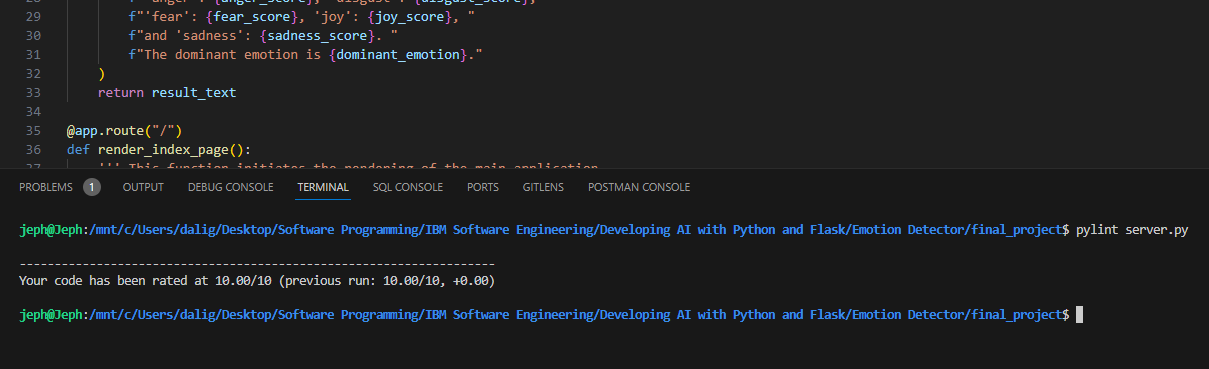 28 f"'anger': {anger_score}, 'disgust': {disgust_score},
29 f"'fear': {fear_score}, 'joy': {joy_score}, "
30 f"and 'sadness': {sadness_score}. "
31 f"The dominant emotion is {dominant_emotion}."
32 )
33 return result_text
34
35 @app.route("/")
36 def render_index_page():
37 ''' This function initiates the rendering of the main application
PROBLEMS 1 OUTPUT DEBUG CONSOLE TERMINAL SQL CONSOLE PORTS GITLENS POSTMAN CONSOLE
jeph@Jeph:/mnt/c/Users/dalig/Desktop/Software Programming/IBM Software Engineering/Developing AI with Python and Flask/Emotion Detector/final_project$ pylint server.py
--------------------------------------------------------------------
Your code has been rated at 10.00/10 (previous run: 10.00/10, +0.00)
jeph@Jeph:/mnt/c/Users/dalig/Desktop/Software Programming/IBM Software Engineering/Developing AI with Python and Flask/Emotion Detector/final_project$